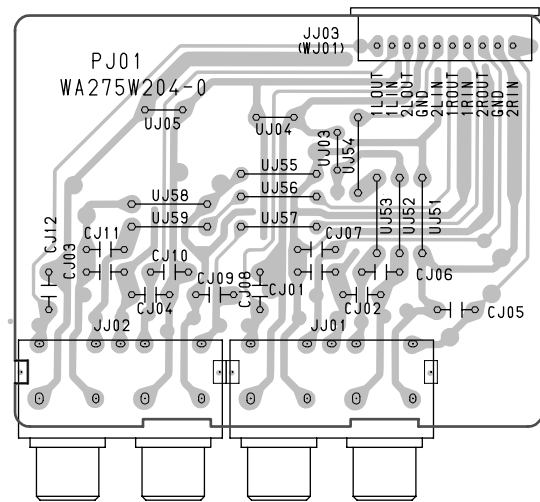 JJ03
(WJ01)
PJ01
WA275W204-0
1LOUT
1LIN
2LOUT
GND
2LIN
1ROUT
1RIN
2ROUT
GND
2RIN
UJ05
UJ04
UJ03
UJ54
UJ55
UJ56
UJ58
UJ59
UJ57
UJ53
UJ52
UJ51
CJ12
CJ03
CJ11
CJ10
CJ07
CJ06
CJ09
CJ08
CJ01
CJ04
CJ02
CJ05
JJ02
JJ01